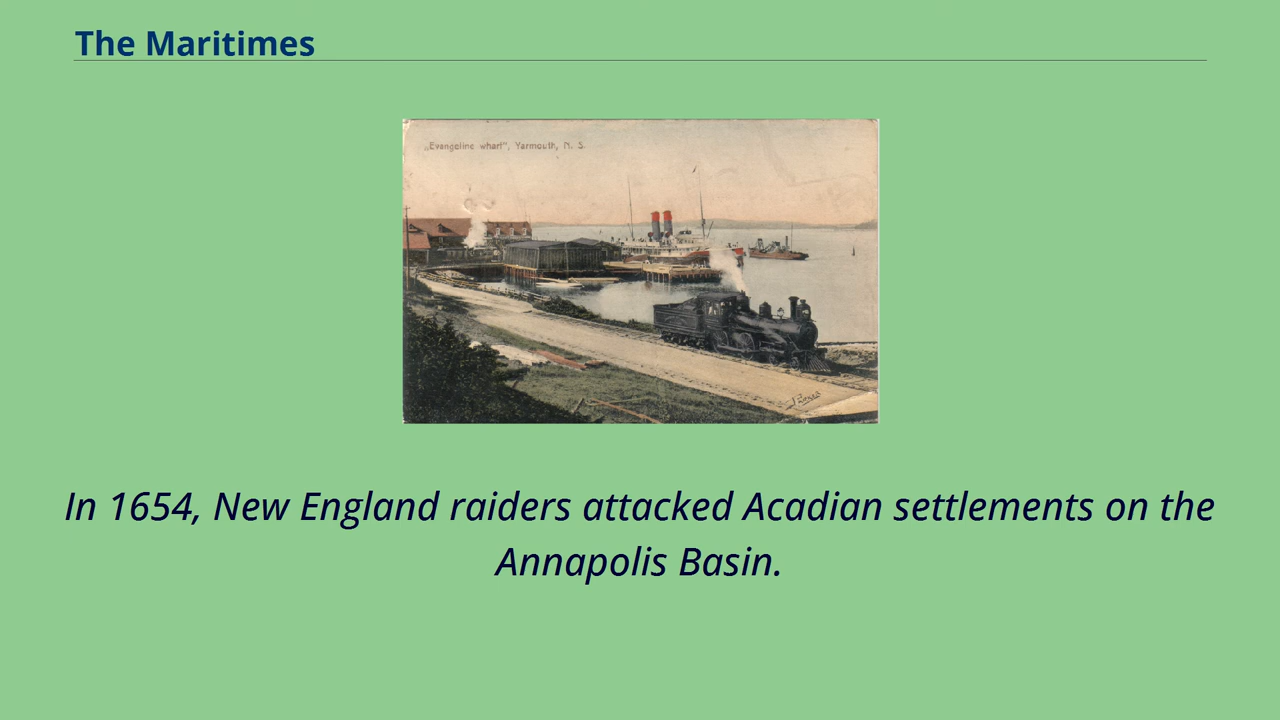 The Maritimes
„Evangeline wharf", Yarmouth, N. S.
In 1654, New England raiders attacked Acadian settlements on the
Annapolis Basin.